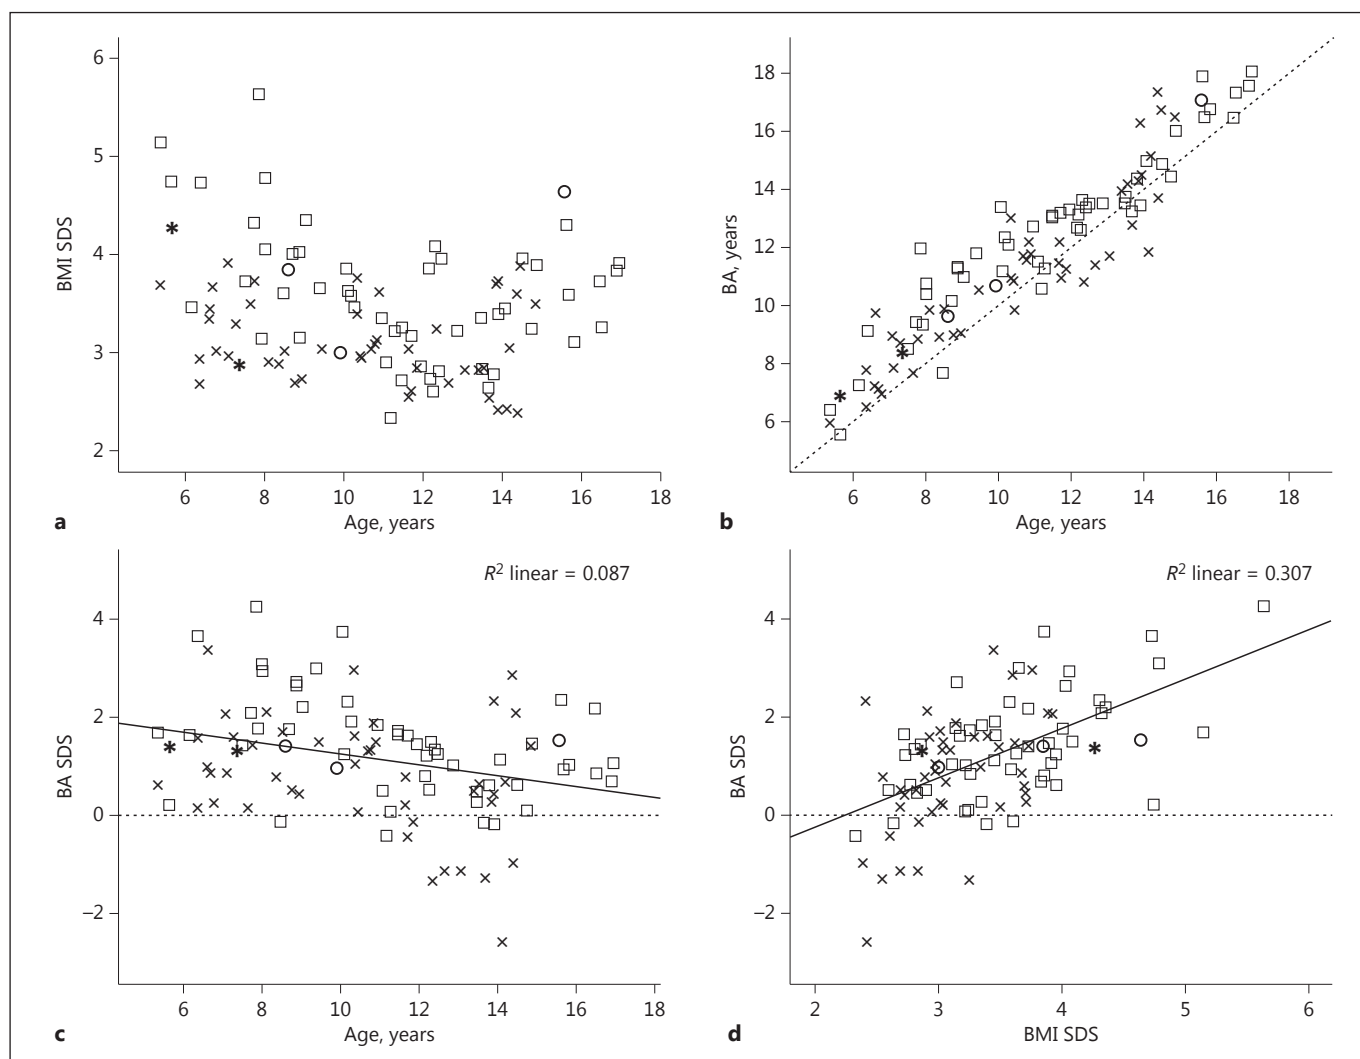 6
5
4
3
2
BMI SDS
6 8 10 12 14 16 18
Age, years
a
18
16
14
12
10
8
6
BA, years
6 8 10 12 14 16 18
Age, years
b
R² linear = 0.087
4
2
0
–2
BA SDS
6 8 10 12 14 16 18
Age, years
c
R² linear = 0.307
4
2
0
–2
BA SDS
2 3 4 5 6
BMI SDS
d